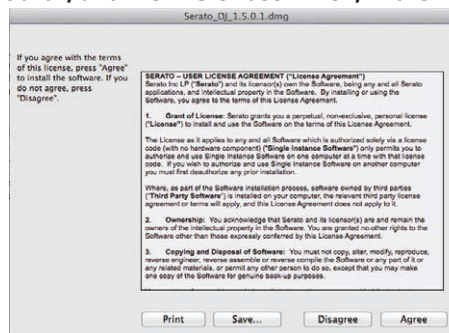 Serato_DJ_1.5.0.1.dmg
If you agree with the terms
of this license, press "Agree"
to install the software. If you
do not agree, press
"Disagree".
SERATO – USER LICENSE AGREEMENT ("License Agreement")
Serato Inc LP ("Serato") and its licensor(s) own the Software, being any and all Serato
applications, and intellectual property in the Software. By installing or using the
Software, you agree to the terms of this License Agreement.
1. Grant of License: Serato grants you a perpetual, non-exclusive, personal license
("License") to install and use the Software on the terms of this License Agreement.
The License as it applies to any and all Software which is authorized solely via a license
code (with no hardware component) ("Single Instance Software") only permits you to
authorize and use Single Instance Software on one computer at a time with that license
code. If you wish to authorize and use Single Instance Software on another computer
you must first deauthorize any prior installation.
Where, as part of the Software installation process, software owned by third parties
("Third Party Software") is installed on your computer, the relevant third party license
agreement or terms will apply, and this License Agreement does not apply to it.
2. Ownership: You acknowledge that Serato and its licensor(s) are and remain the
owners of the intellectual property in the Software. You are granted no other rights to the
Software other than those expressly conferred by this License Agreement.
3. Copying and Disposal of Software: You must not copy, alter, modify, reproduce,
reverse engineer, reverse assemble or reverse compile the Software or any part of it or
any related materials, or permit any other person to do so, except that you may make
one copy of the Software for genuine back-up purposes.
Print Save... Disagree Agree